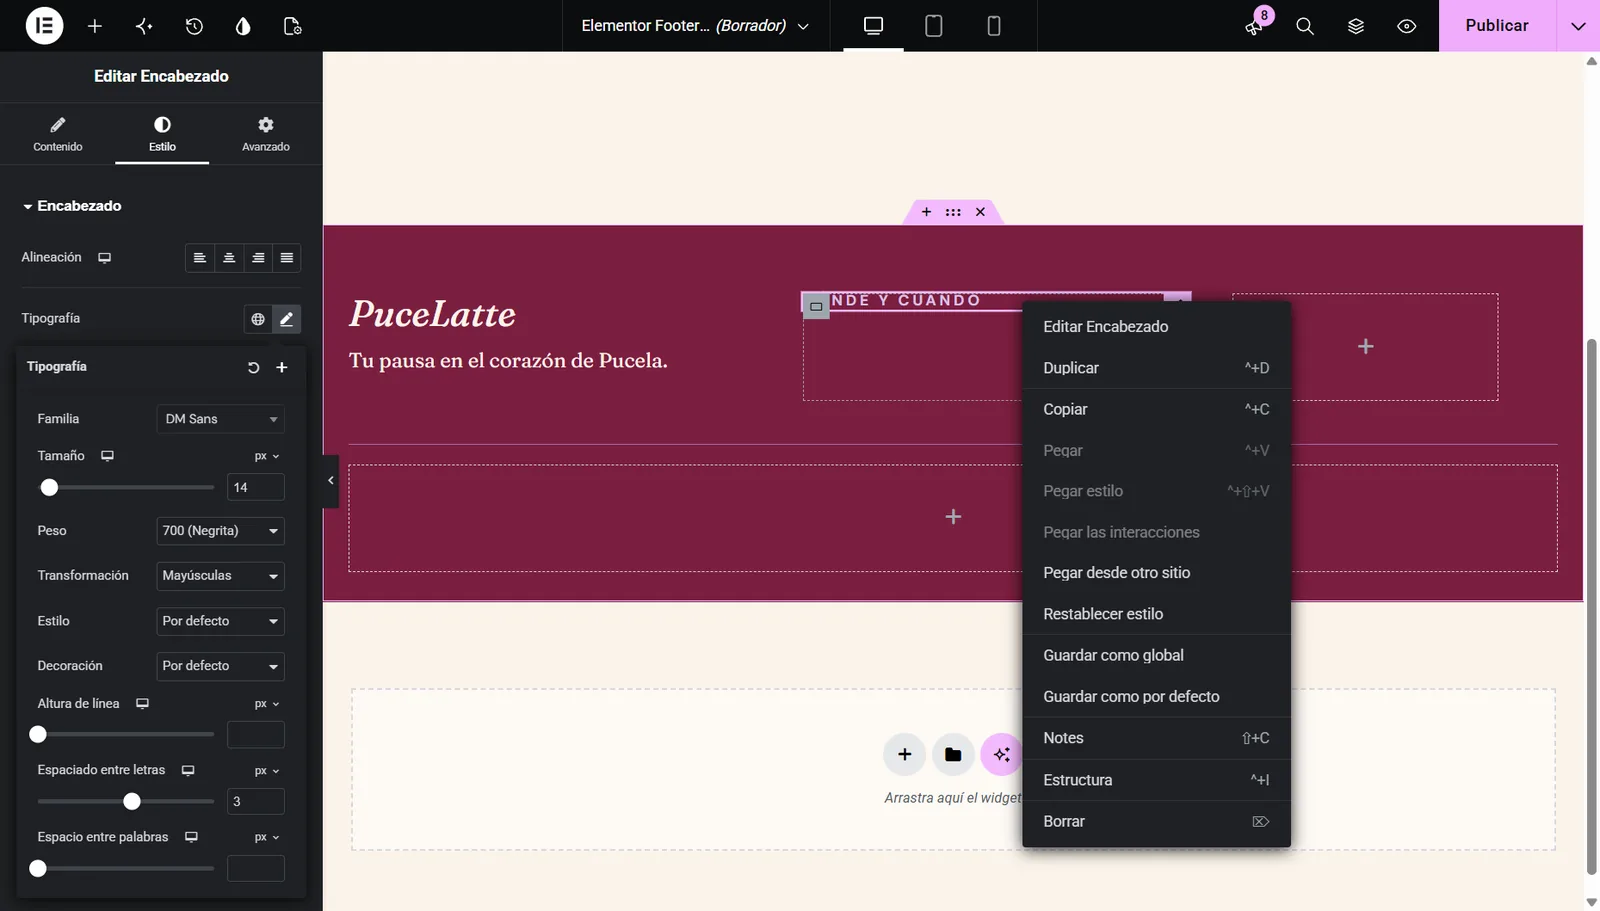 Elementor Footer... (Borrador)
8
Publicar
Editar Encabezado
Contenido
Estilo
Avanzado
Encabezado
Alineación
Tipografía
Tipografía
Familia
DM Sans
Tamaño
px
14
Peso
700 (Negrita)
Transformación
Mayúsculas
Estilo
Por defecto
Decoración
Por defecto
Altura de línea
px
Espaciado entre letras
px
3
Espacio entre palabras
px
PuceLatte
Tu pausa en el corazón de Pucela.
NDE Y CUANDO
Editar Encabezado
Duplicar ^+D
Copiar ^+C
Pegar ^+V
Pegar estilo ^+⇧+V
Pegar las interacciones
Pegar desde otro sitio
Restablecer estilo
Guardar como global
Guardar como por defecto
Notes ⇧+C
Estructura ^+I
Borrar ⌦
Arrastra aquí el widget